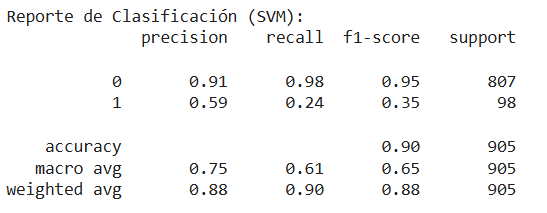 Reporte de Clasificación (SVM):
precision recall f1-score support
0 0.91 0.98 0.95 807
1 0.59 0.24 0.35 98
accuracy 0.90 905
macro avg 0.75 0.61 0.65 905
weighted avg 0.88 0.90 0.88 905